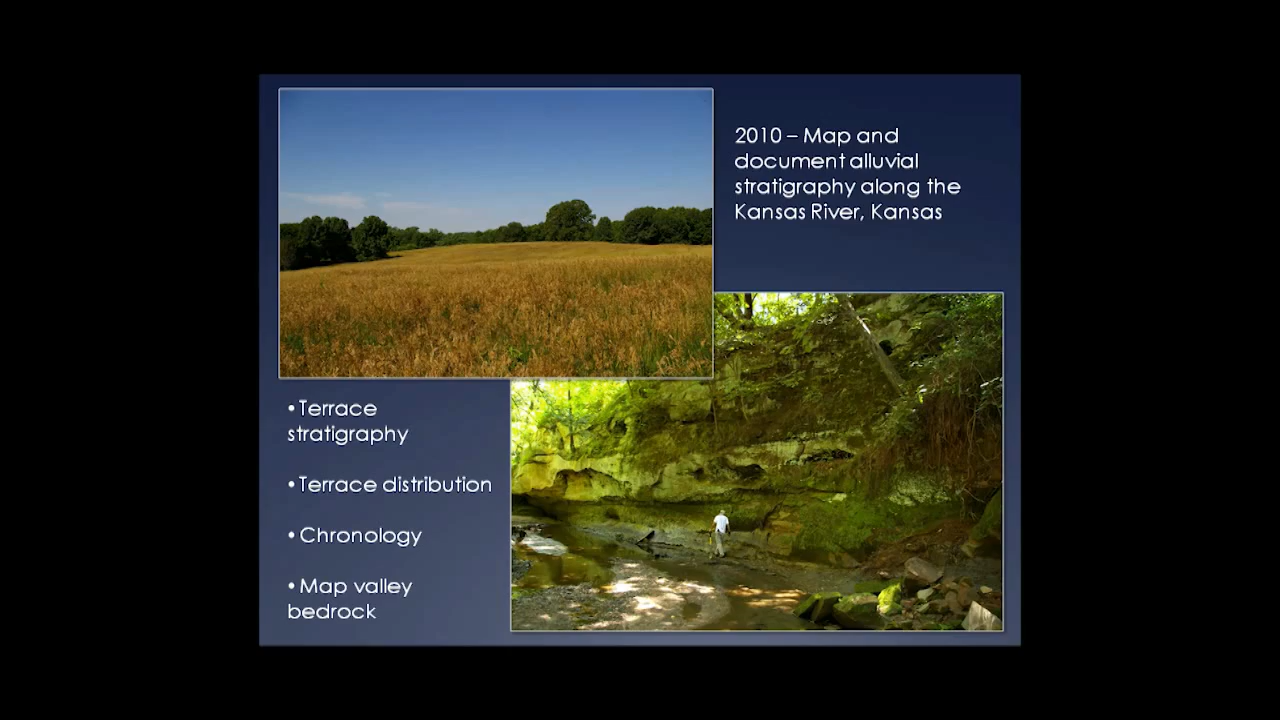 2010 – Map and
document alluvial
stratigraphy along the
Kansas River, Kansas
•Terrace
stratigraphy
•Terrace distribution
•Chronology
•Map valley
bedrock